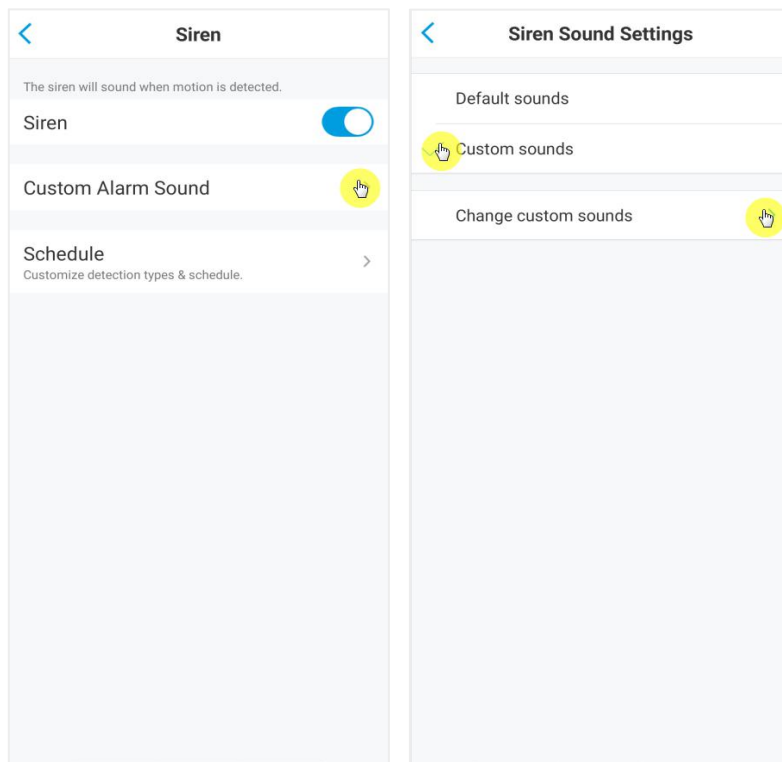 Siren
The siren will sound when motion is detected.
Siren
Custom Alarm Sound
Schedule
Customize detection types & schedule.
Siren Sound Settings
Default sounds
Custom sounds
Change custom sounds